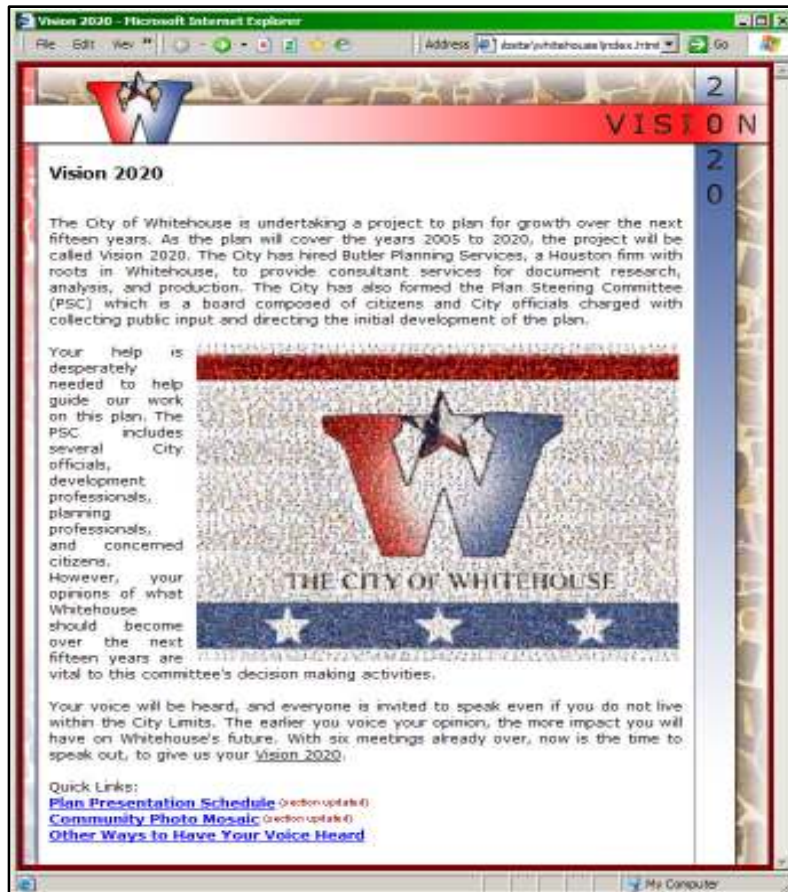 Vision 2020 - Microsoft Internet Explorer
File Edit View » Address \whitehouse\index.html Go
2
VISION
0
2
0
Vision 2020
The City of Whitehouse is undertaking a project to plan for growth over the next
fifteen years. As the plan will cover the years 2005 to 2020, the project will be
called Vision 2020. The City has hired Butler Planning Services, a Houston firm with
roots in Whitehouse, to provide consultant services for document research,
analysis, and production. The City has also formed the Plan Steering Committee
(PSC) which is a board composed of citizens and City officials charged with
collecting public input and directing the initial development of the plan.
Your help is
desperately
needed to help
guide our work
on this plan. The
PSC includes
several City
officials,
development
professionals,
planning
professionals,
and concerned
citizens.
However, your
opinions of what
Whitehouse
should become
over the next
fifteen years are
vital to this committee's decision making activities.
W
THE CITY OF WHITEHOUSE
Your voice will be heard, and everyone is invited to speak even if you do not live
within the City Limits. The earlier you voice your opinion, the more impact you will
have on Whitehouse's future. With six meetings already over, now is the time to
speak out, to give us your Vision 2020.
Quick Links:
Plan Presentation Schedule (section updated)
Community Photo Mosaic (section updated)
Other Ways to Have Your Voice Heard
My Computer